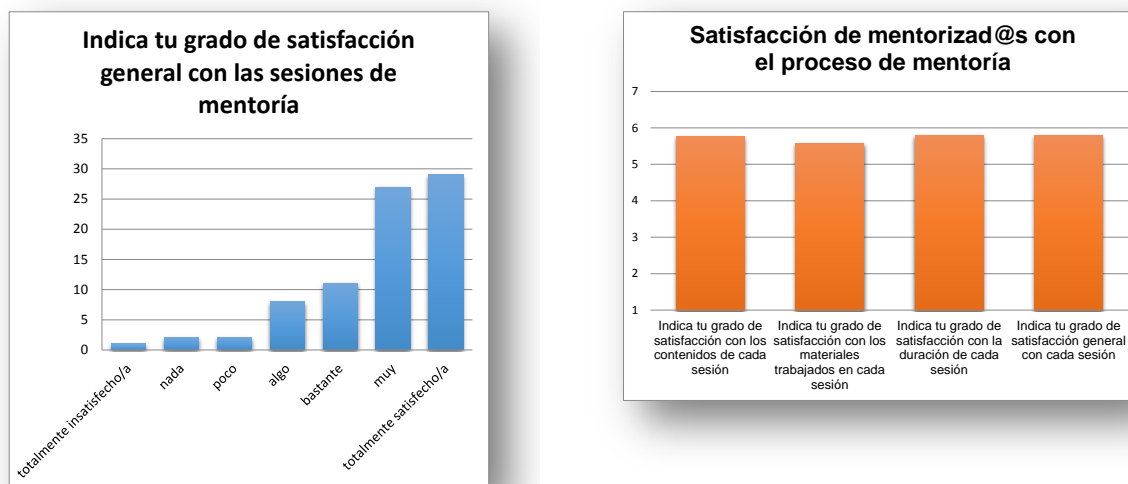 Indica tu grado de satisfacción
general con las sesiones de
mentoría
35
30
25
20
15
10
5
0
totalmente insatisfecho/a
nada
poco
algo
bastante
muy
totalmente satisfecho/a
Satisfacción de mentorizad@s con
el proceso de mentoría
7
6
5
4
3
2
1
Indica tu grado de
satisfacción con los
contenidos de cada
sesión
Indica tu grado de
satisfacción con los
materiales
trabajados en cada
sesión
Indica tu grado de
satisfacción con la
duración de cada
sesión
Indica tu grado de
satisfacción general
con cada sesión